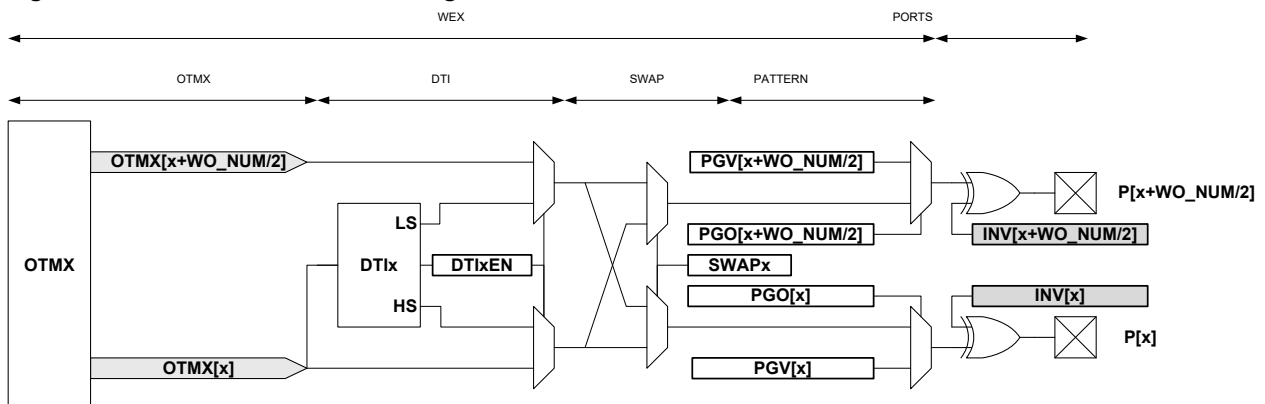 WEX PORTS
OTMX DTI SWAP PATTERN
OTMX[x+WO_NUM/2] PGV[x+WO_NUM/2]
P[x+WO_NUM/2]
LS
PGO[x+WO_NUM/2] INV[x+WO_NUM/2]
OTMX DTIx DTIxEN SWAPx
PGO[x] INV[x]
HS
P[x]
OTMX[x] PGV[x]